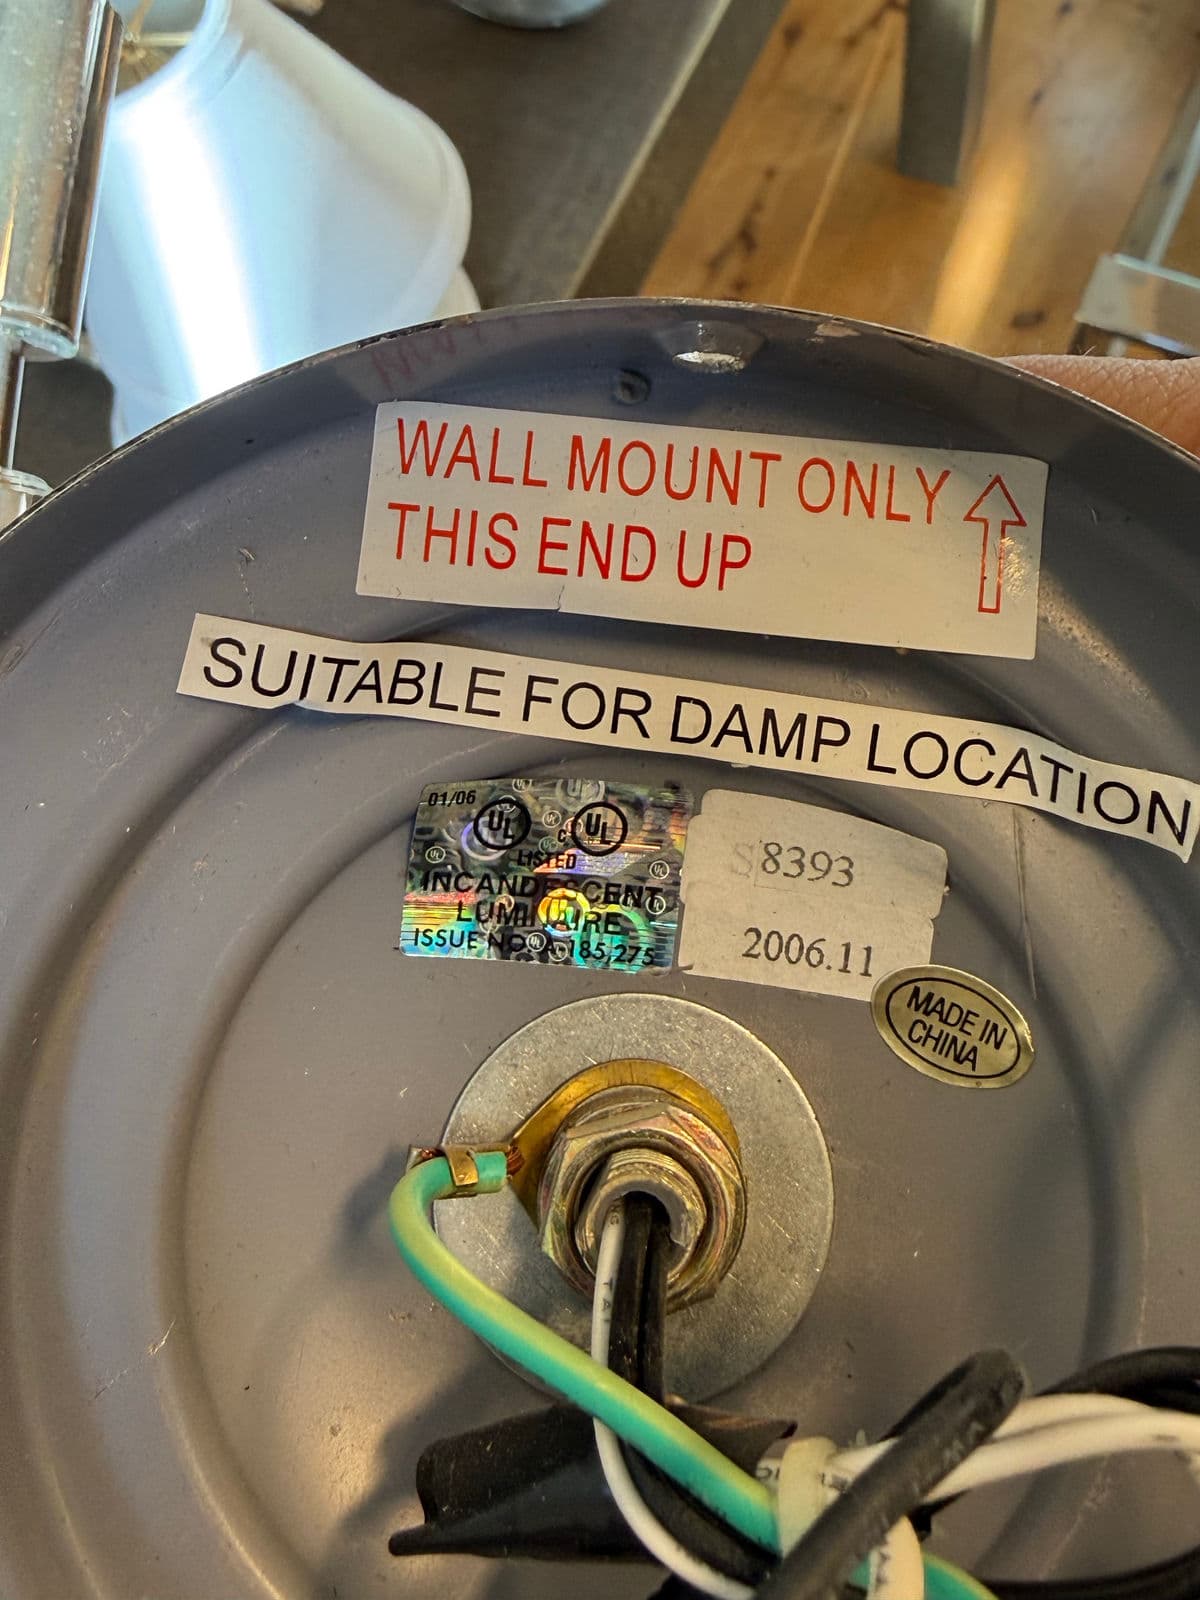 WALL MOUNT ONLY
THIS END UP
SUITABLE FOR DAMP LOCATION
01/06
UL C UL
LISTED
INCANDESCENT
LUMINAIRE
ISSUE NO. A-185,275
S8393
2006.11
MADE IN
CHINA